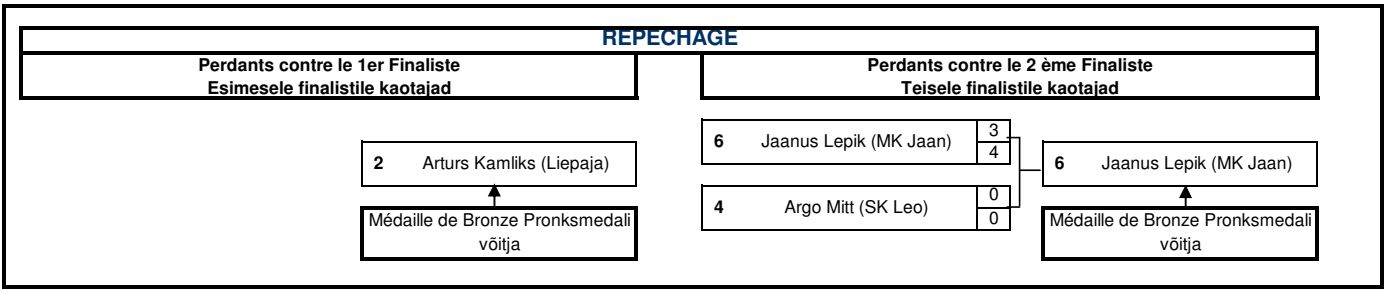 REPECHAGE
Perdants contre le 1er Finaliste
Esimesele finalistile kaotajad
Perdants contre le 2 ème Finaliste
Teisele finalistile kaotajad
2 Arturs Kamliks (Liepaja)
Médaille de Bronze Pronksmedali
võitja
6 Jaanus Lepik (MK Jaan) 3
4
4 Argo Mitt (SK Leo) 0
0
6 Jaanus Lepik (MK Jaan)
Médaille de Bronze Pronksmedali
võitja